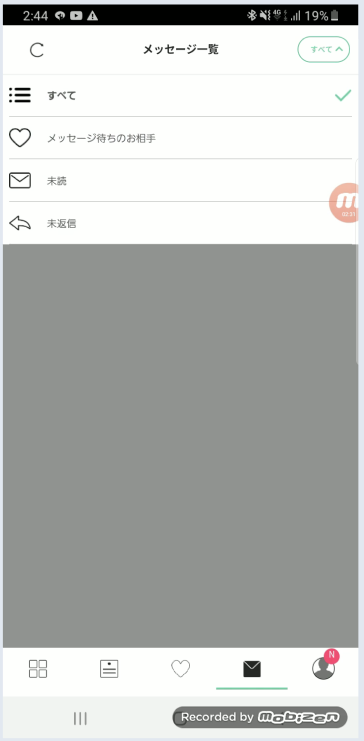 2:44
4G
19%
メッセージ一覧
すべて
すべて
メッセージ待ちのお相手
未読
未返信
m
N
Recorded by mobizen